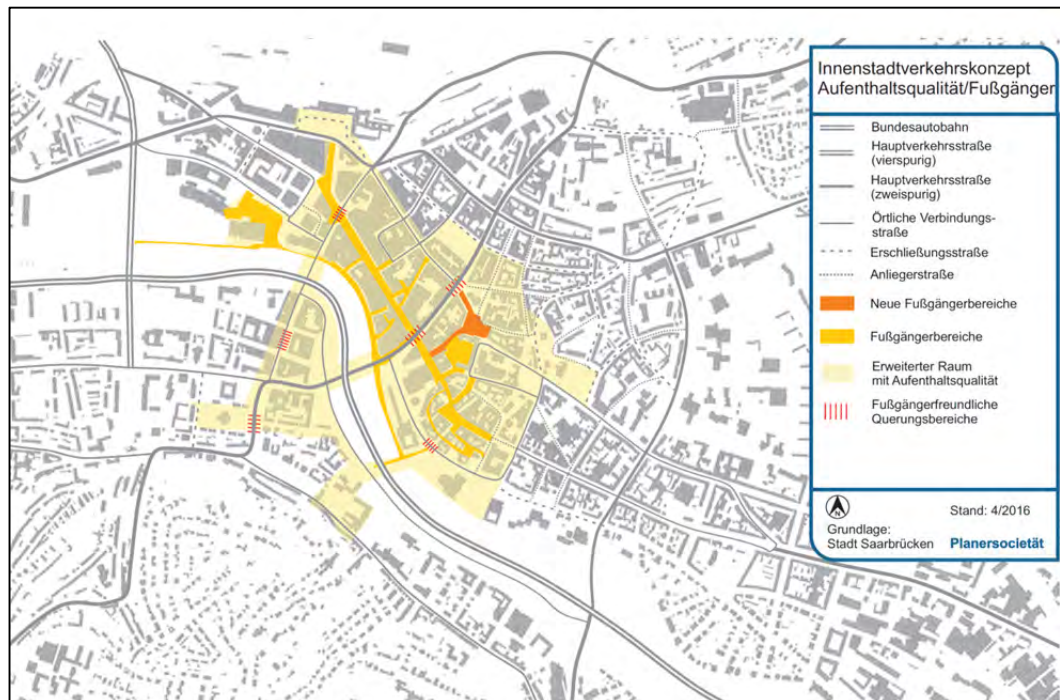 Innenstadtverkehrskonzept
Aufenthaltsqualität/Fußgänger
Bundesautobahn
Hauptverkehrsstraße
(vierspurig)
Hauptverkehrsstraße
(zweispurig)
Örtliche Verbindungs-
straße
Erschließungsstraße
Anliegerstraße
Neue Fußgängerbereiche
Fußgängerbereiche
Erweiterter Raum
mit Aufenthaltsqualität
Fußgängerfreundliche
Querungsbereiche
N
Stand: 4/2016
Grundlage:
Stadt Saarbrücken
Planersocietät